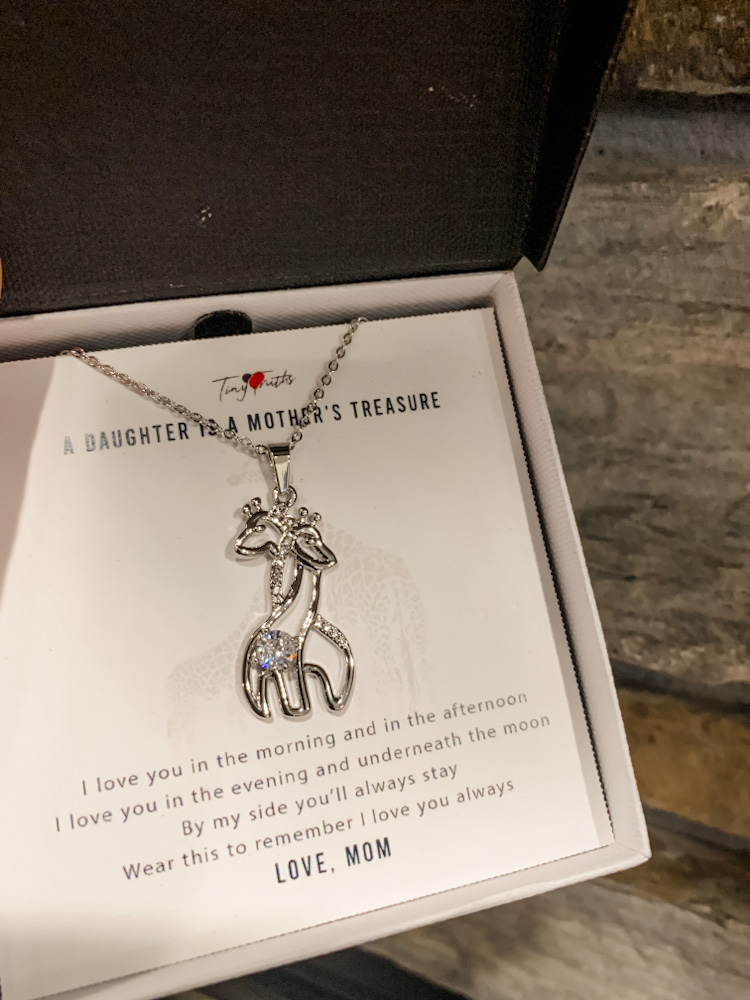 Tiny Truths
A DAUGHTER IS A MOTHER'S TREASURE
I love you in the morning and in the afternoon
I love you in the evening and underneath the moon
By my side you'll always stay
Wear this to remember I love you always
LOVE, MOM